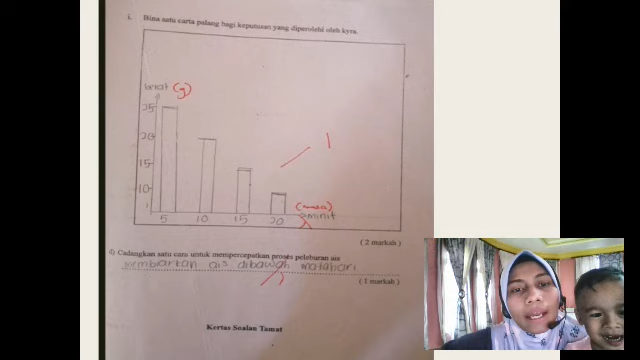 i. Bina satu carta palang bagi keputusan yang diperolehi oleh kyra.
berat (g)
25
20
15
10
1
(masa)
5 10 15 20 minit
( 2 markah )
d) Cadangkan satu cara untuk mempercepatkan proses peleburan ais
membiarkan ais dibawah matahari
( 1 markah )
Kertas Soalan Tamat